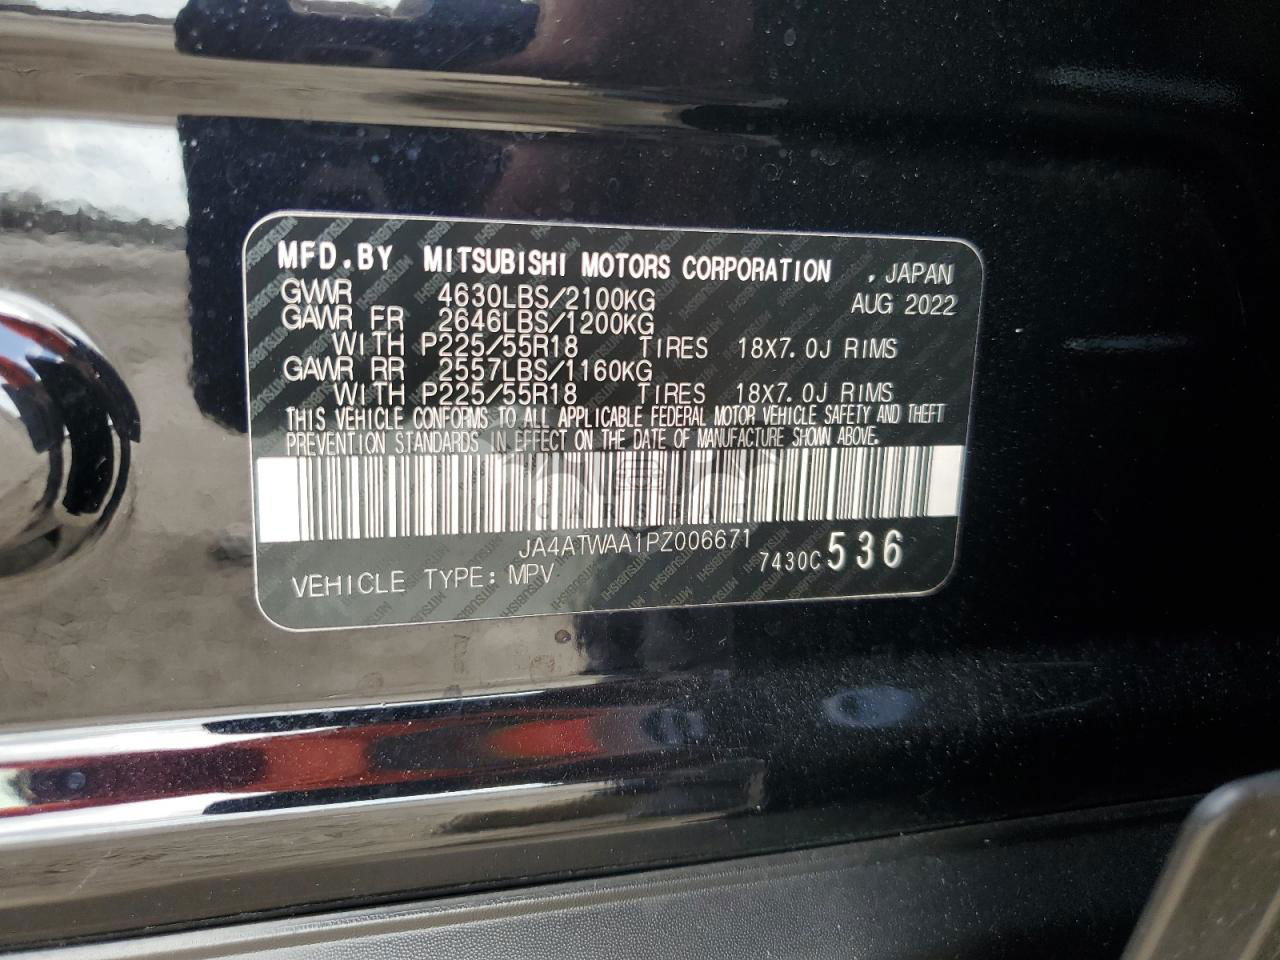 MFD.BY MITSUBISHI MOTORS CORPORATION , JAPAN
GVWR 4630LBS/2100KG AUG 2022
GAWR FR 2646LBS/1200KG
WITH P225/55R18 TIRES 18X7.0J RIMS
GAWR RR 2557LBS/1160KG
WITH P225/55R18 TIRES 18X7.0J RIMS
THIS VEHICLE CONFORMS TO ALL APPLICABLE FEDERAL MOTOR VEHICLE SAFETY AND THEFT
PREVENTION STANDARDS IN EFFECT ON THE DATE OF MANUFACTURE SHOWN ABOVE.
CARSBAT
JA4ATWAA1PZ006671
VEHICLE TYPE: MPV 7430C 536